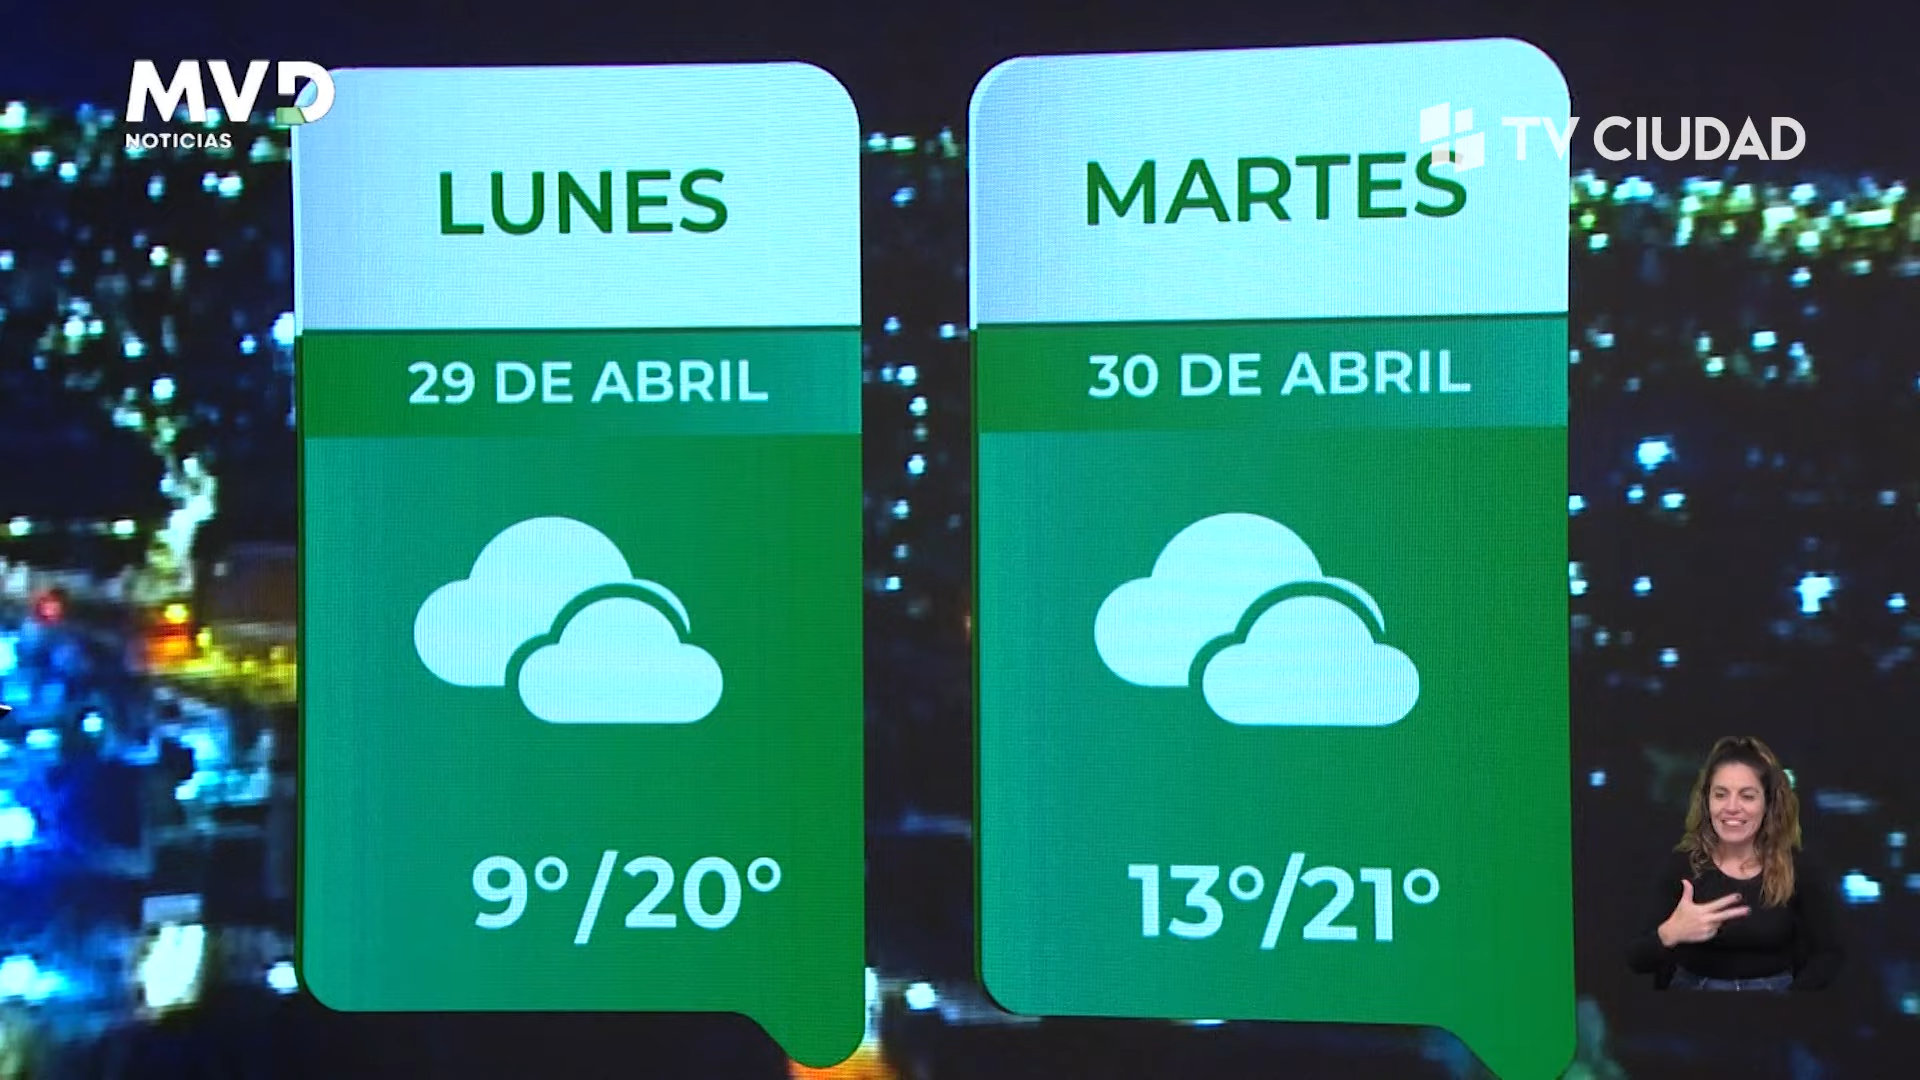 MVD
NOTICIAS
TV CIUDAD
LUNES
29 DE ABRIL
9°/20°
MARTES
30 DE ABRIL
13°/21°